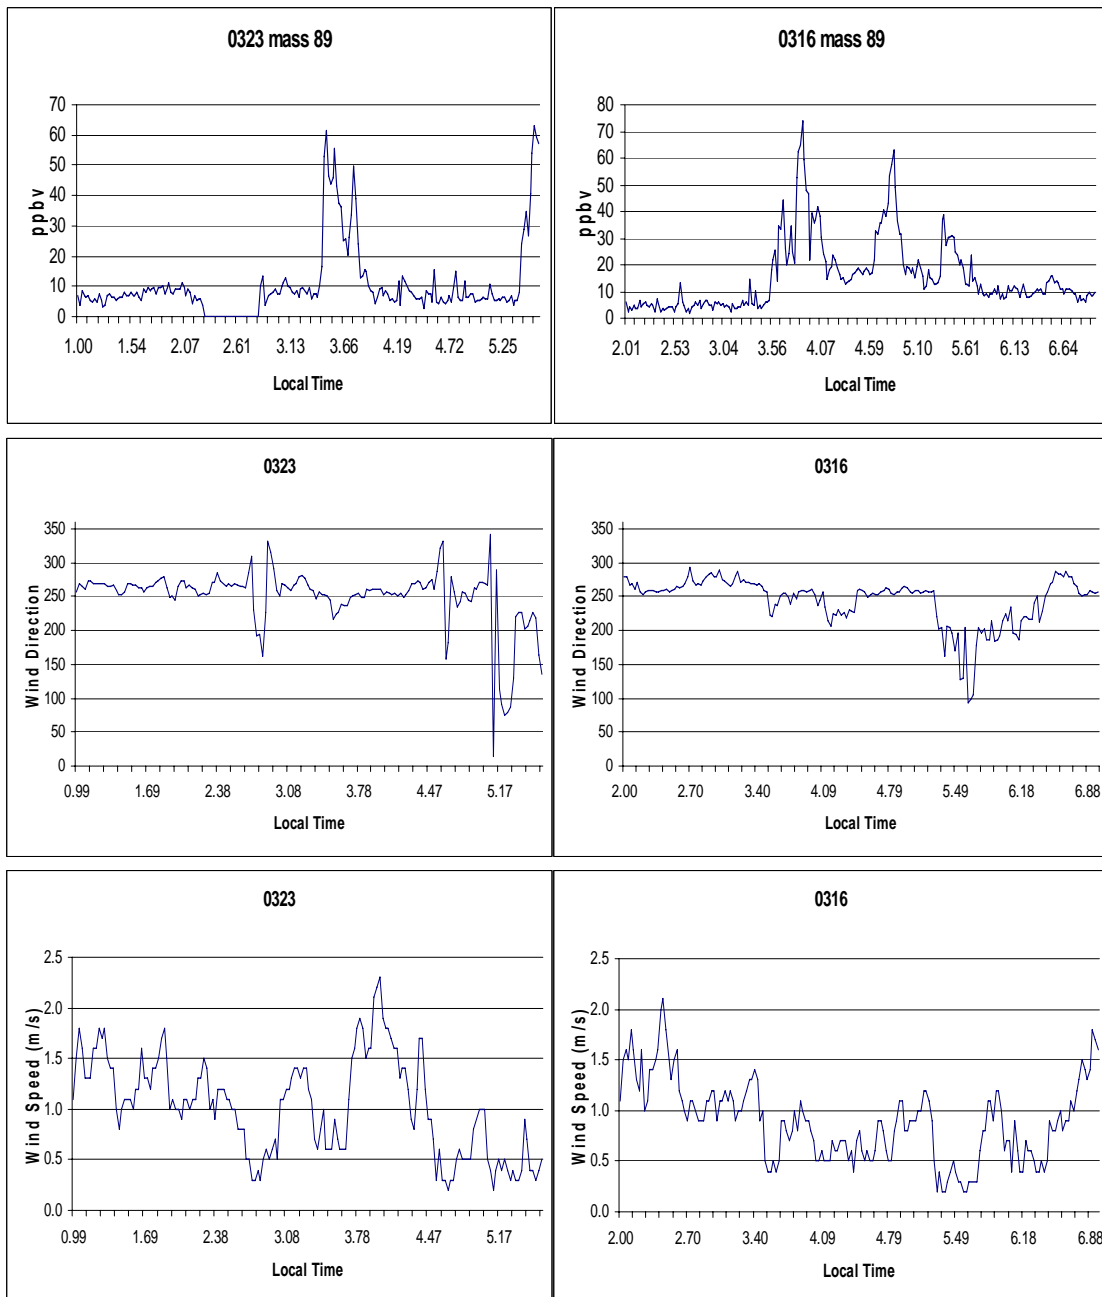 0323 mass 89
70
60
50
40
30
20
10
0
ppbv
1.00 1.54 2.07 2.61 3.13 3.66 4.19 4.72 5.25
Local Time
0316 mass 89
80
70
60
50
40
30
20
10
0
ppbv
2.01 2.53 3.04 3.56 4.07 4.59 5.10 5.61 6.13 6.64
Local Time
0323
350
300
250
200
150
100
50
0
Wind Direction
0.99 1.69 2.38 3.08 3.78 4.47 5.17
Local Time
0316
350
300
250
200
150
100
50
0
Wind Direction
2.00 2.70 3.40 4.09 4.79 5.49 6.18 6.88
Local Time
0323
2.5
2.0
1.5
1.0
0.5
0.0
Wind Speed (m/s)
0.99 1.69 2.38 3.08 3.78 4.47 5.17
Local Time
0316
2.5
2.0
1.5
1.0
0.5
0.0
Wind Speed (m/s)
2.00 2.70 3.40 4.09 4.79 5.49 6.18 6.88
Local Time